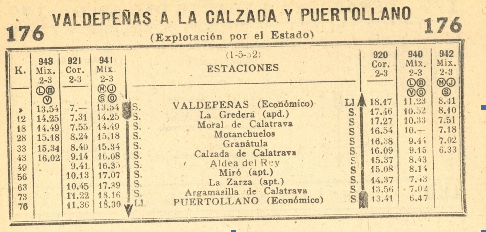 176 VALDEPEÑAS A LA CALZADA Y PUERTOLLANO 176
(Explotación por el Estado)
K. 943 921 941 (1-5-52) 920 940 942
Mix. Cor. Mix. ESTACIONES Cor. Mix. Mix.
2-3 2-3 2-3 2-3 2-3 2-3
» 13.54 7.— 13.54 S. VALDEPEÑAS (Económico) Ll 18.47 11.23 8.41
12 14.25 7.31 14.25 S. La Gredera (apd.) S. 17.46 10.52 8.10
18 14.49 7.55 14.49 S. Moral de Calatrava S. 17.27 10.33 7.51
28 15.18 8.24 15.18 S. Motanchuelos S. 16.54 10.— 7.18
33 15.34 8.40 15.34 S. Granátula S. 16.38 9.44 7.02
43 16.02 9.14 16.08 S. Calzada de Calatrava S. 16.09 9.15 6.33
49 9.41 16.35 S. Aldea del Rey S. 15.37 8.43
56 10.13 17.07 S. Miró (apt.) S. 15.08 8.14
63 10.45 17.39 S. La Zarza (apt.) S. 14.37 7.43
73 11.22 18.16 S. Argamasilla de Calatrava S. 13.56 7.02
76 11.36 18.30 Ll. PUERTOLLANO (Económico) S 13.41 6.47